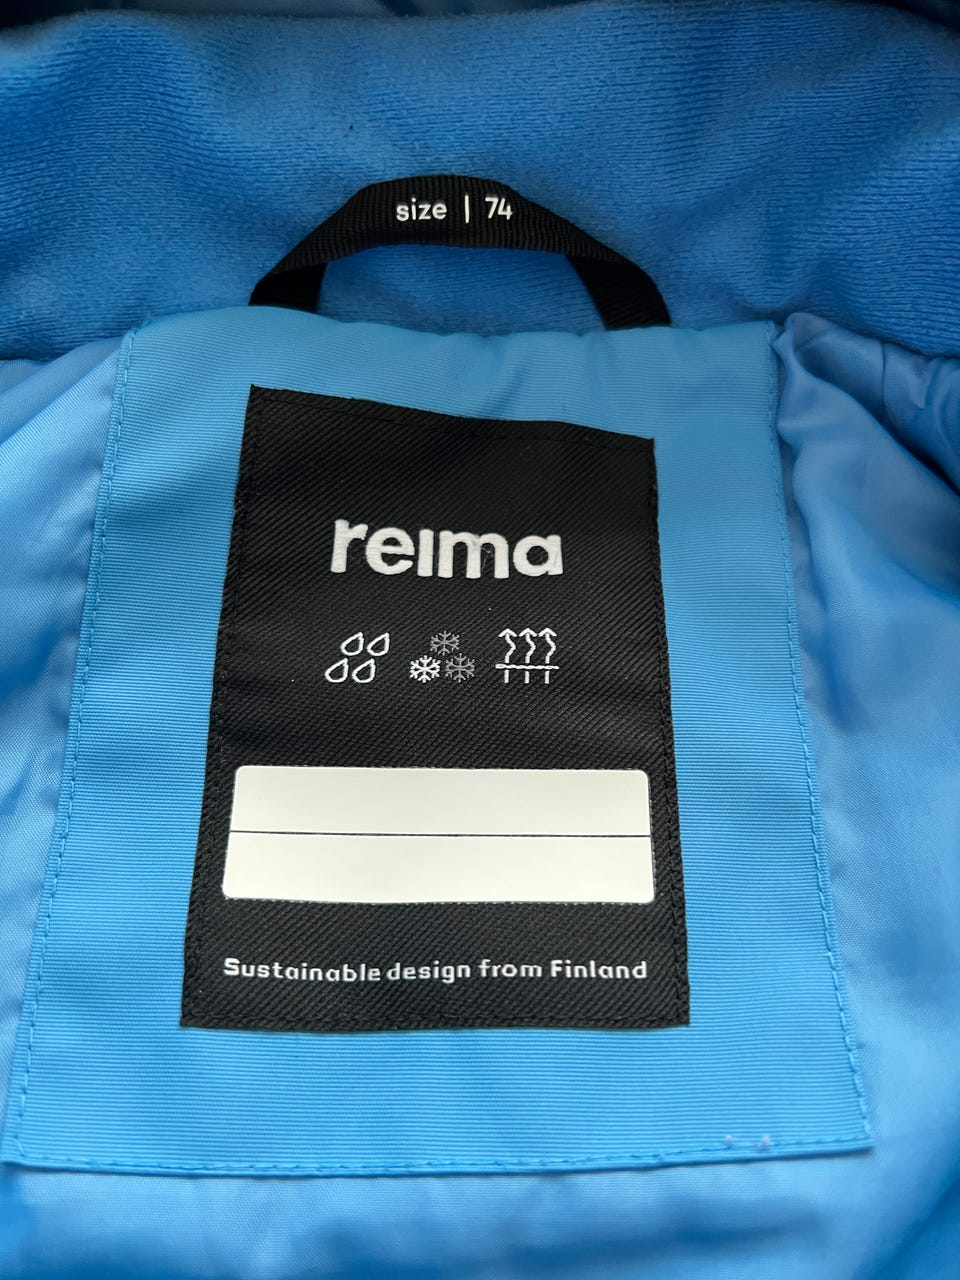 size | 74
reima
Sustainable design from Finland